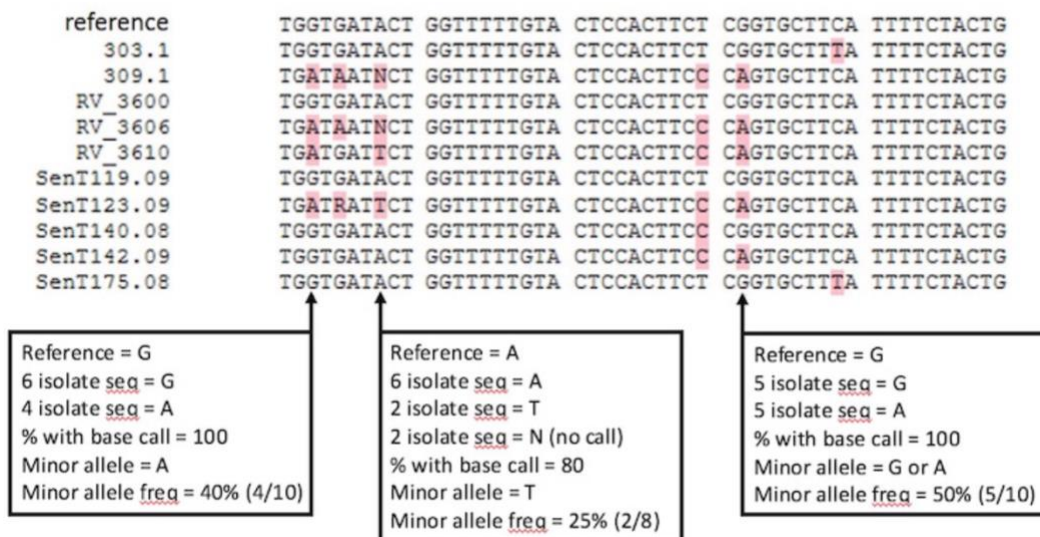 reference TGGTGATACT GGTTTTTGTA CTCCACTTCT CGGTGCTTCA TTTTCTACTG
303.1 TGGTGATACT GGTTTTTGTA CTCCACTTCT CGGTGCTTTA TTTTCTACTG
309.1 TGATAATNCT GGTTTTTGTA CTCCACTTCC CAGTGCTTCA TTTTCTACTG
RV_3600 TGGTGATACT GGTTTTTGTA CTCCACTTCT CGGTGCTTCA TTTTCTACTG
RV_3606 TGATAATNCT GGTTTTTGTA CTCCACTTCC CAGTGCTTCA TTTTCTACTG
RV_3610 TGATGATTCT GGTTTTTGTA CTCCACTTCC CAGTGCTTCA TTTTCTACTG
SenT119.09 TGGTGATACT GGTTTTTGTA CTCCACTTCT CGGTGCTTCA TTTTCTACTG
SenT123.09 TGATRATTCT GGTTTTTGTA CTCCACTTCC CAGTGCTTCA TTTTCTACTG
SenT140.08 TGGTGATACT GGTTTTTGTA CTCCACTTCC CGGTGCTTCA TTTTCTACTG
SenT142.09 TGGTGATACT GGTTTTTGTA CTCCACTTCC CAGTGCTTCA TTTTCTACTG
SenT175.08 TGGTGATACT GGTTTTTGTA CTCCACTTCT CGGTGCTTTA TTTTCTACTG
Reference = G
6 isolate seq = G
4 isolate seq = A
% with base call = 100
Minor allele = A
Minor allele freq = 40% (4/10)
Reference = A
6 isolate seq = A
2 isolate seq = T
2 isolate seq = N (no call)
% with base call = 80
Minor allele = T
Minor allele freq = 25% (2/8)
Reference = G
5 isolate seq = G
5 isolate seq = A
% with base call = 100
Minor allele = G or A
Minor allele freq = 50% (5/10)